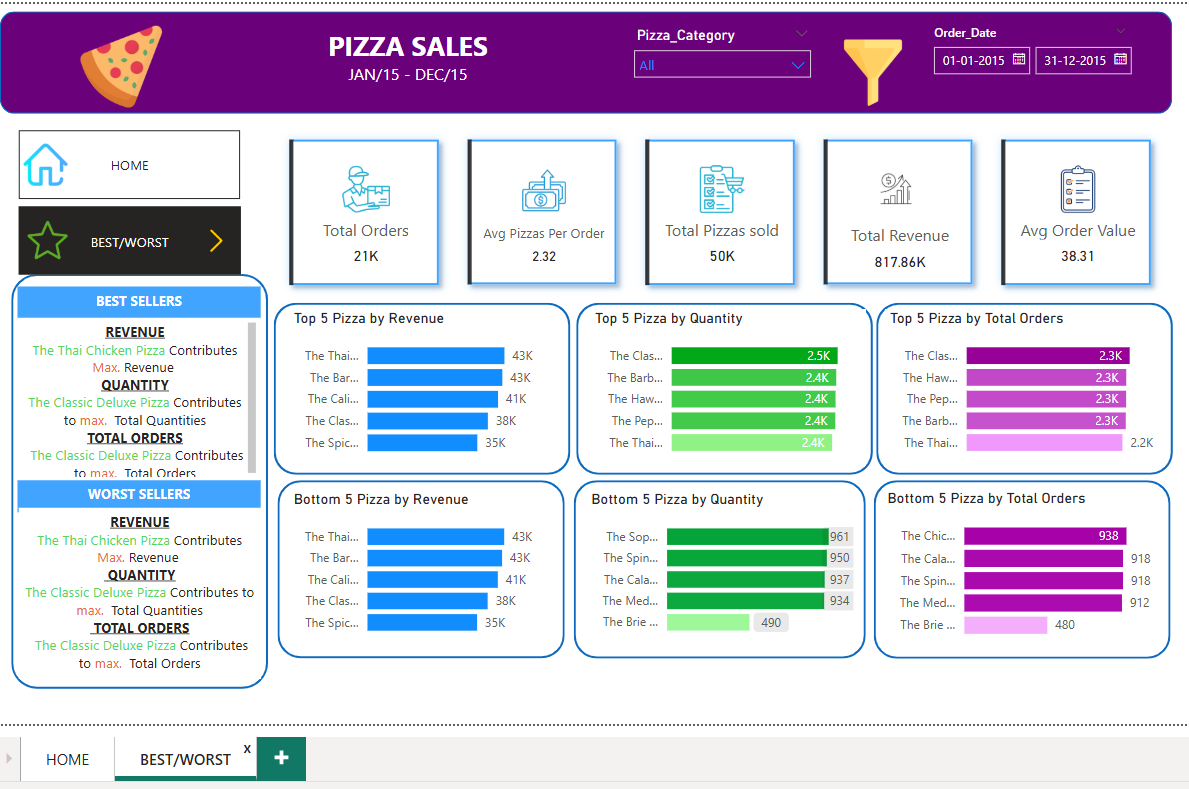 PIZZA SALES
JAN/15 - DEC/15
Pizza_Category
All
Order_Date
01-01-2015
31-12-2015
HOME
BEST/WORST
Total Orders
21K
Avg Pizzas Per Order
2.32
Total Pizzas sold
50K
Total Revenue
817.86K
Avg Order Value
38.31
BEST SELLERS
REVENUE
The Thai Chicken Pizza Contributes
Max. Revenue
QUANTITY
The Classic Deluxe Pizza Contributes
to max. Total Quantities
TOTAL ORDERS
The Classic Deluxe Pizza Contributes
to max. Total Orders
WORST SELLERS
REVENUE
The Thai Chicken Pizza Contributes
Max. Revenue
QUANTITY
The Classic Deluxe Pizza Contributes to
max. Total Quantities
TOTAL ORDERS
The Classic Deluxe Pizza Contributes
to max. Total Orders
Top 5 Pizza by Revenue
The Thai... 43K
The Bar... 43K
The Cali... 41K
The Clas... 38K
The Spic... 35K
Top 5 Pizza by Quantity
The Clas... 2.5K
The Barb... 2.4K
The Haw... 2.4K
The Pep... 2.4K
The Thai... 2.4K
Top 5 Pizza by Total Orders
The Clas... 2.3K
The Haw... 2.3K
The Pep... 2.3K
The Barb... 2.3K
The Thai... 2.2K
Bottom 5 Pizza by Revenue
The Thai... 43K
The Bar... 43K
The Cali... 41K
The Clas... 38K
The Spic... 35K
Bottom 5 Pizza by Quantity
The Sop... 961
The Spin... 950
The Cala... 937
The Med... 934
The Brie ... 490
Bottom 5 Pizza by Total Orders
The Chic... 938
The Cala... 918
The Spin... 918
The Med... 912
The Brie ... 480
HOME
BEST/WORST
x
+